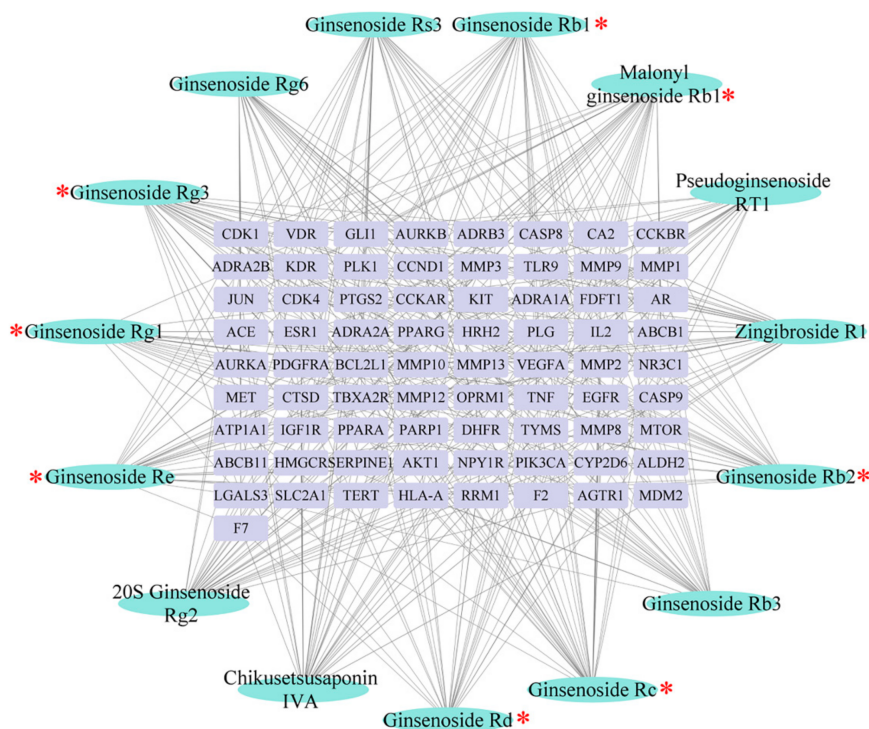 Ginsenoside Rs3
Ginsenoside Rb1 *
Ginsenoside Rg6
Malonyl
ginsenoside Rb1 *
* Ginsenoside Rg3
Pseudoginsenoside
RT1
CDK1 VDR GLI1 AURKB ADRB3 CASP8 CA2 CCKBR
ADRA2B KDR PLK1 CCND1 MMP3 TLR9 MMP9 MMP1
JUN CDK4 PTGS2 CCKAR KIT ADRA1A FDFT1 AR
* Ginsenoside Rg1
ACE ESR1 ADRA2A PPARG HRH2 PLG IL2 ABCB1
Zingibroside R1
AURKA PDGFRA BCL2L1 MMP10 MMP13 VEGFA MMP2 NR3C1
MET CTSD TBXA2R MMP12 OPRM1 TNF EGFR CASP9
ATP1A1 IGF1R PPARA PARP1 DHFR TYMS MMP8 MTOR
ABCB11 HMGCR SERPINE1 AKT1 NPY1R PIK3CA CYP2D6 ALDH2
* Ginsenoside Re
Ginsenoside Rb2 *
LGALS3 SLC2A1 TERT HLA-A RRM1 F2 AGTR1 MDM2
F7
20S Ginsenoside
Rg2
Ginsenoside Rb3
Chikusetsusaponin
IVA
Ginsenoside Rc *
Ginsenoside Rd *